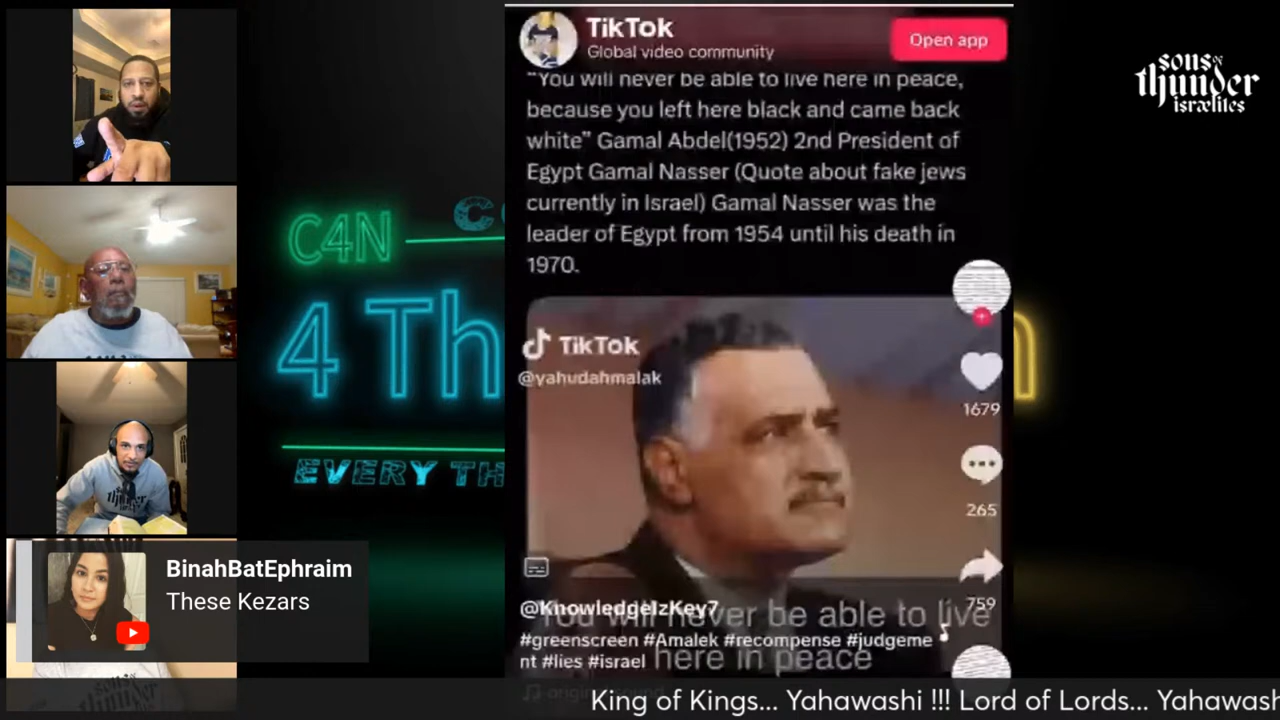 TikTok
Global video community
Open app
"You will never be able to live here in peace,
because you left here black and came back
white" Gamal Abdel(1952) 2nd President of
Egypt Gamal Nasser (Quote about fake jews
currently in Israel) Gamal Nasser was the
leader of Egypt from 1954 until his death in
1970.
sons of
thunder
israelites
C4N
4 Th
EVERY TH
TikTok
@yahudahmalak
1679
265
759
@KnowledgeIzKey7
You will never be able to live
here in peace
#greenscreen #Amalek #recompense #judgeme
nt #lies #israel
BinahBatEphraim
These Kezars
King of Kings... Yahawashi !!! Lord of Lords... Yahawash